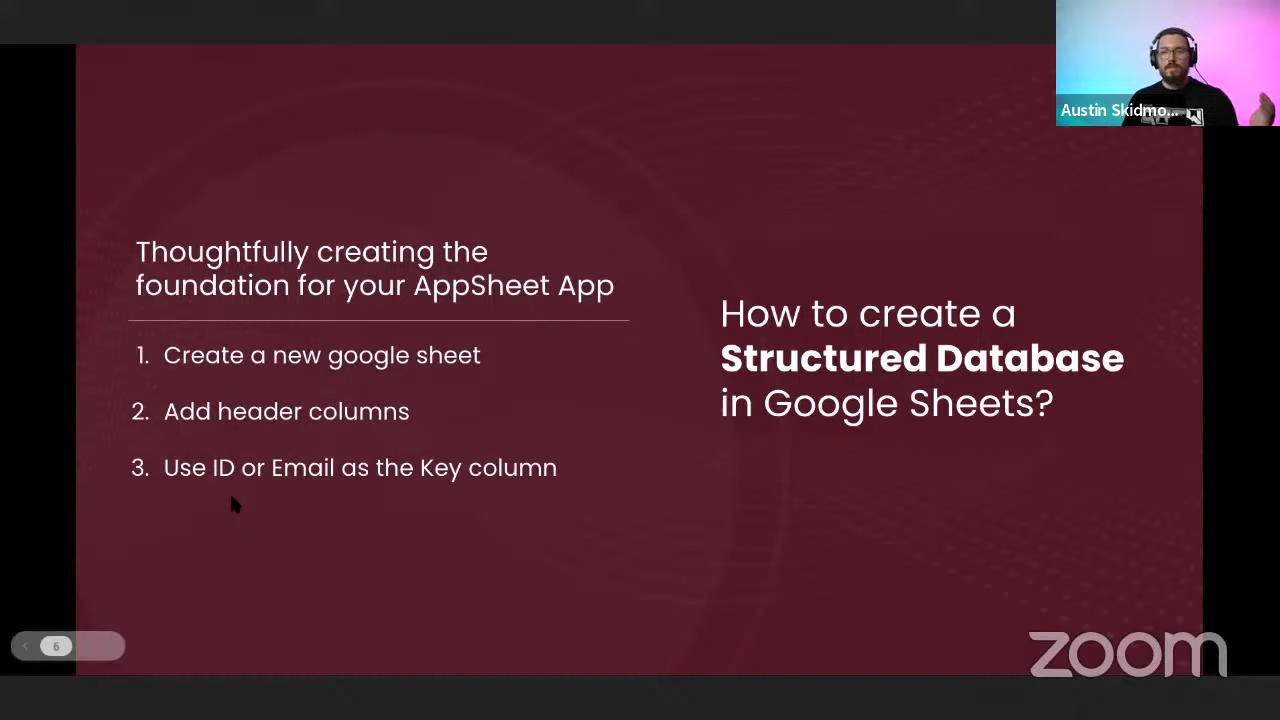 Austin Skidmo...
Thoughtfully creating the
foundation for your AppSheet App
1. Create a new google sheet
2. Add header columns
3. Use ID or Email as the Key column
How to create a
Structured Database
in Google Sheets?
6
zoom